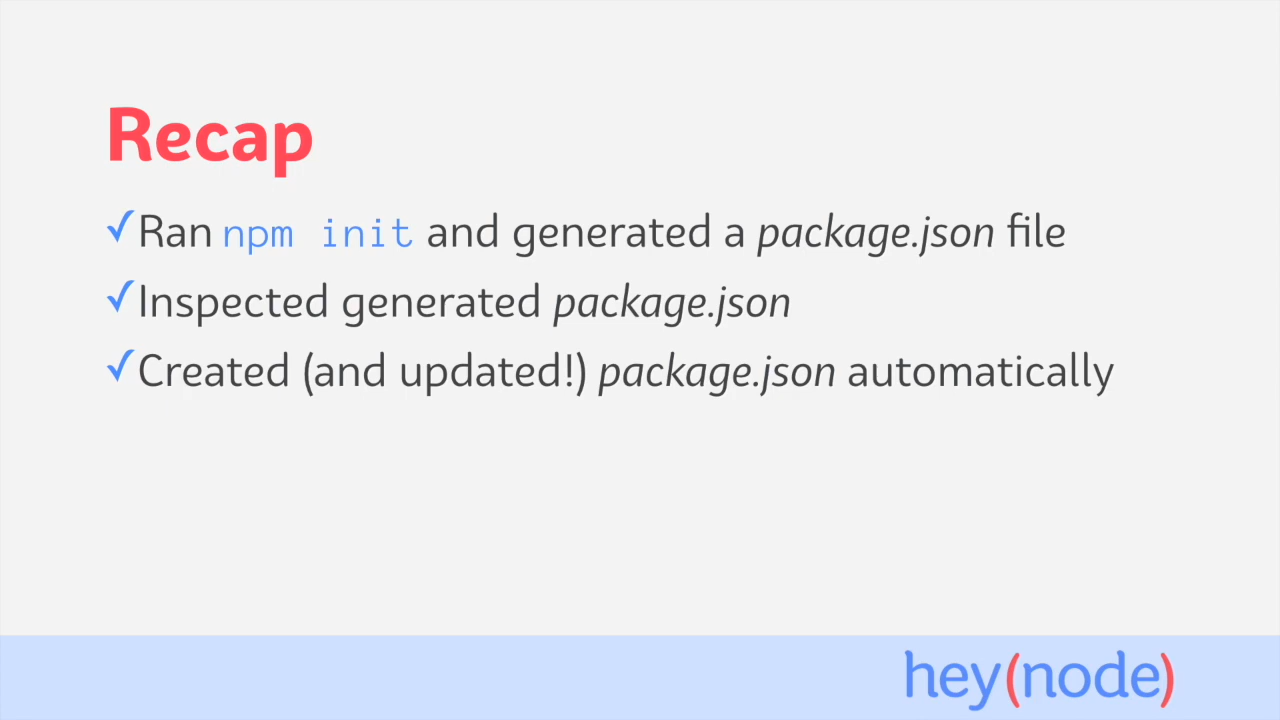 Recap
✓Ran npm init and generated a package.json file
✓Inspected generated package.json
✓Created (and updated!) package.json automatically
hey(node)